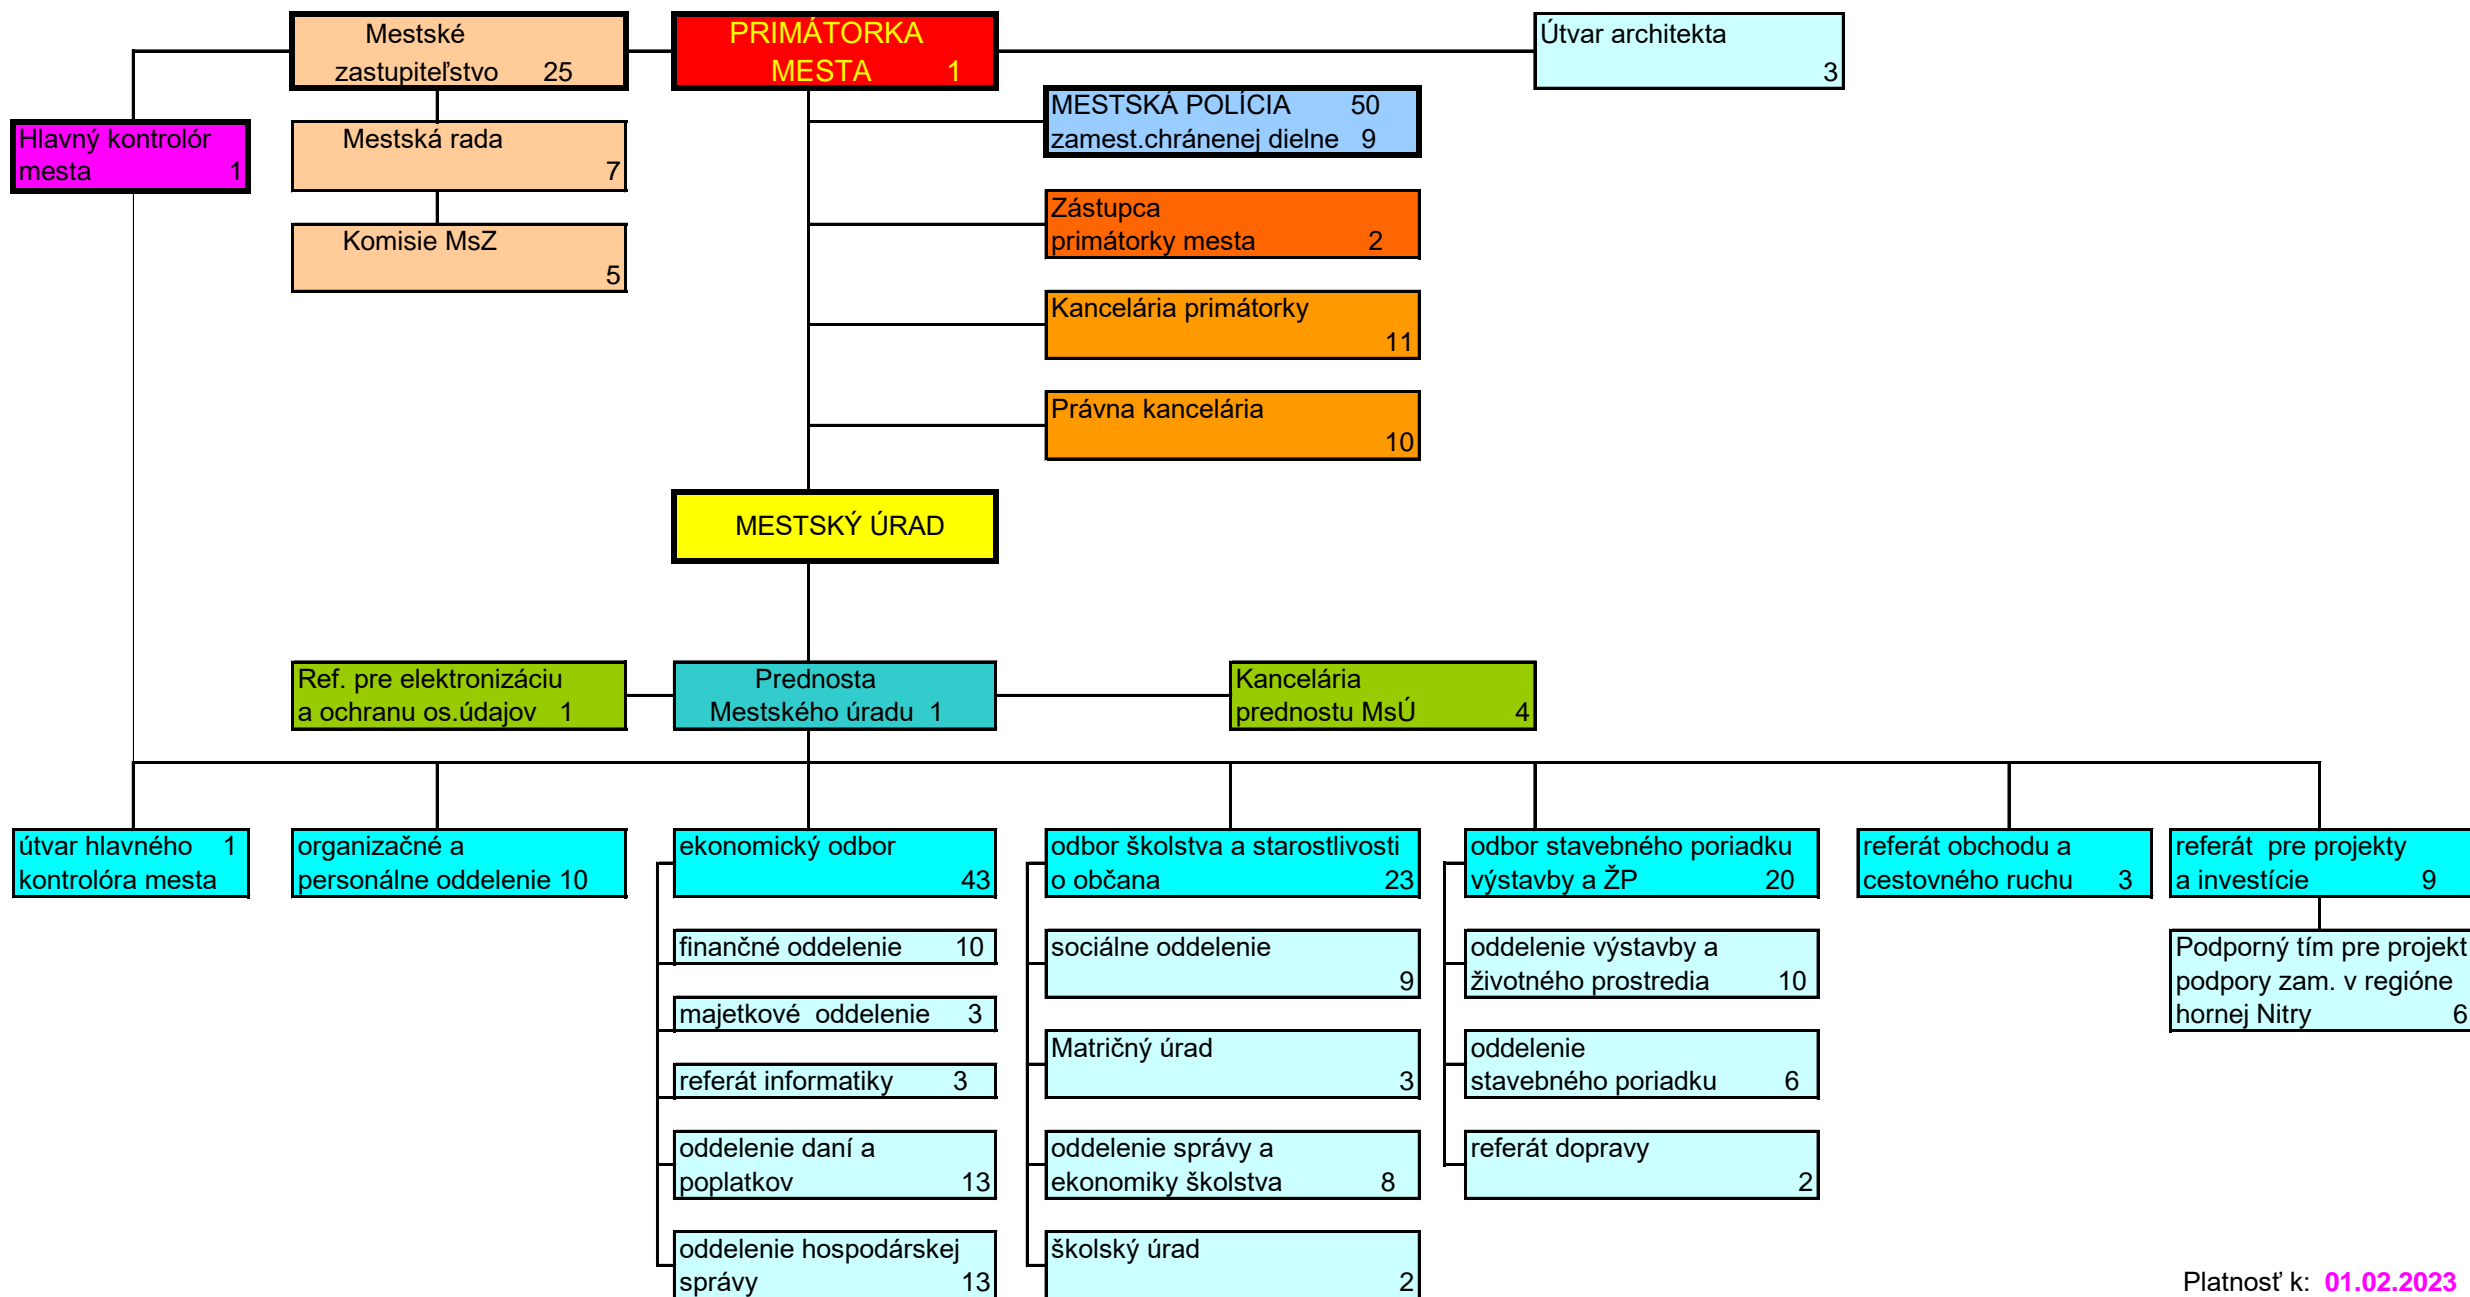 Mestské
zastupiteľstvo 25
PRIMÁTORKA
MESTA 1
Útvar architekta
3
Hlavný kontrolór
mesta 1
Mestská rada
7
Komisie MsZ
5
MESTSKÁ POLÍCIA 50
zamest.chránenej dielne 9
Zástupca
primátorky mesta 2
Kancelária primátorky
11
Právna kancelária
10
MESTSKÝ ÚRAD
Ref. pre elektronizáciu
a ochranu os.údajov 1
Prednosta
Mestského úradu 1
Kancelária
prednostu MsÚ 4
útvar hlavného 1
kontrolóra mesta
organizačné a
personálne oddelenie 10
ekonomický odbor
43
odbor školstva a starostlivosti
o občana 23
odbor stavebného poriadku
výstavby a ŽP 20
referát obchodu a
cestovného ruchu 3
referát pre projekty
a investície 9
finančné oddelenie 10
majetkové oddelenie 3
referát informatiky 3
oddelenie daní a
poplatkov 13
oddelenie hospodárskej
správy 13
sociálne oddelenie
9
Matričný úrad
3
oddelenie správy a
ekonomiky školstva 8
školský úrad
2
oddelenie výstavby a
životného prostredia 10
oddelenie
stavebného poriadku 6
referát dopravy
2
Podporný tím pre projekt
podpory zam. v regióne
hornej Nitry 6
Platnosť k: 01.02.2023